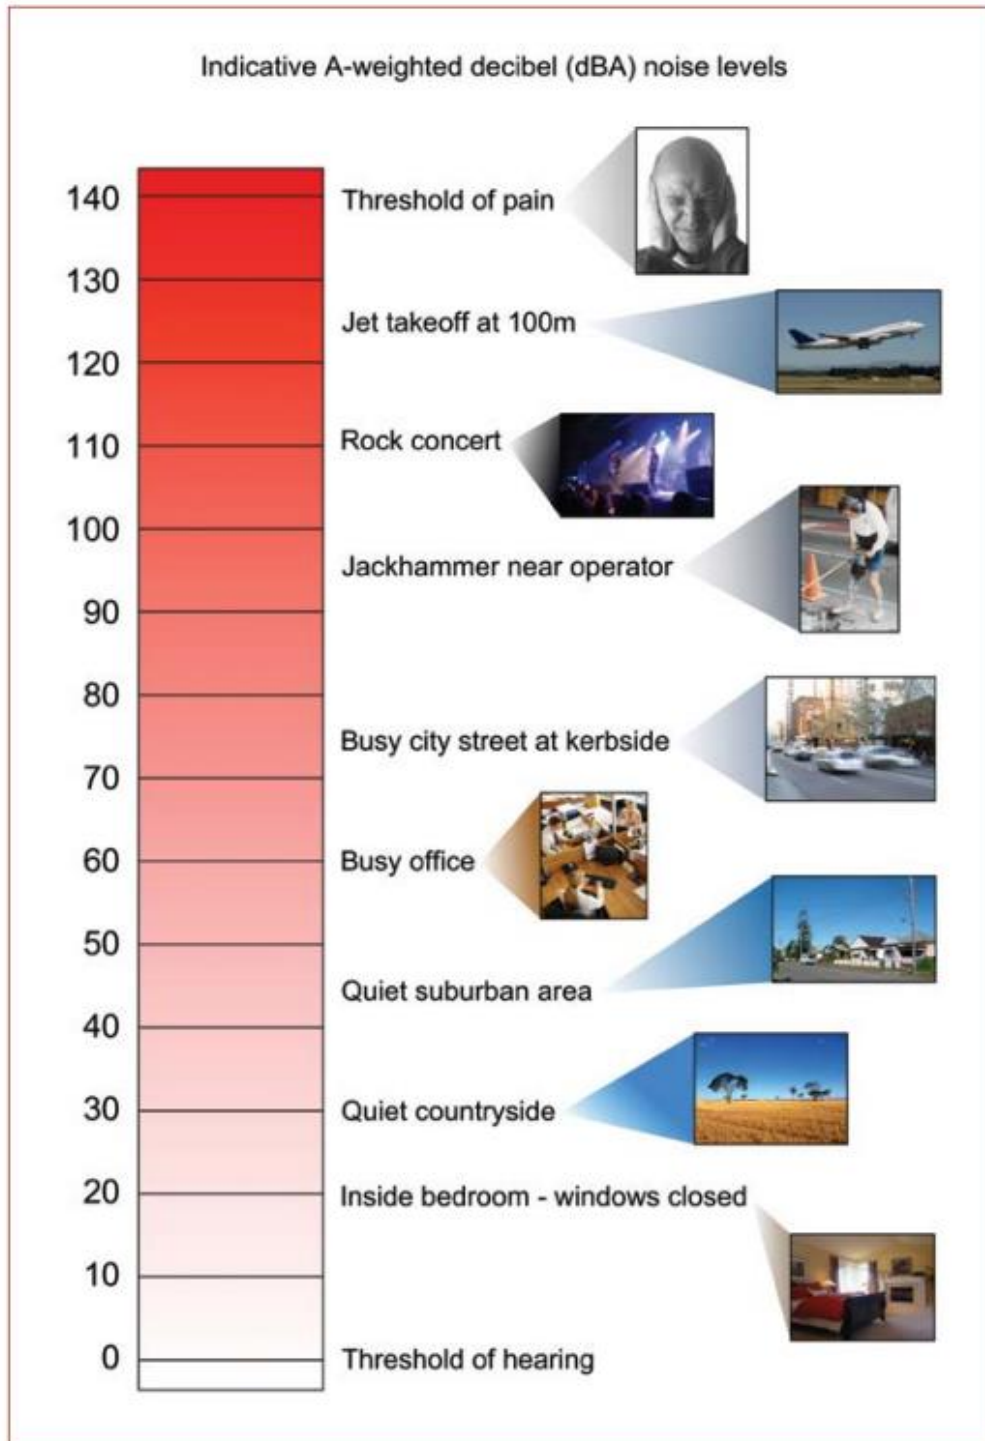 Indicative A-weighted decibel (dBA) noise levels
140 Threshold of pain
130
Jet takeoff at 100m
120
110 Rock concert
100
Jackhammer near operator
90
80
Busy city street at kerbside
70
60 Busy office
50
Quiet suburban area
40
30 Quiet countryside
20 Inside bedroom - windows closed
10
0 Threshold of hearing